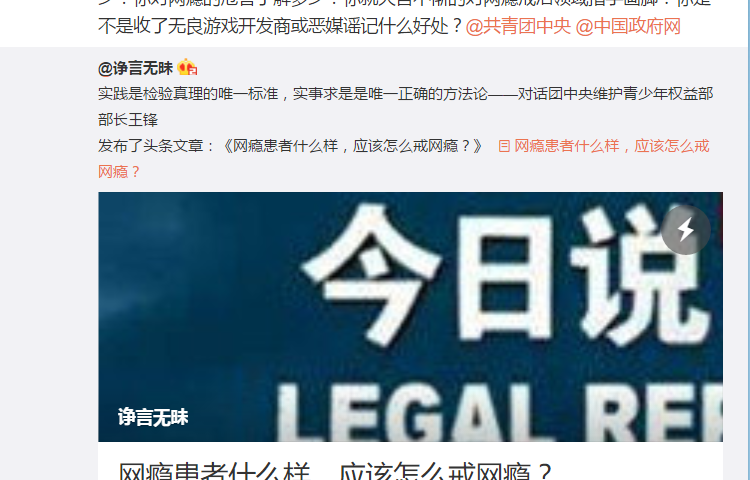 不是收了无良游戏开发商或恶媒谣记什么好处？@共青团中央 @中国政府网
@诤言无昧
实践是检验真理的唯一标准，实事求是是唯一正确的方法论——对话团中央维护青少年权益部
部长王锋
发布了头条文章：《网瘾患者什么样，应该怎么戒网瘾？》 网瘾患者什么样，应该怎么戒
网瘾？
今日说
LEGAL REP
诤言无昧
网瘾患者什么样，应该怎么戒网瘾？